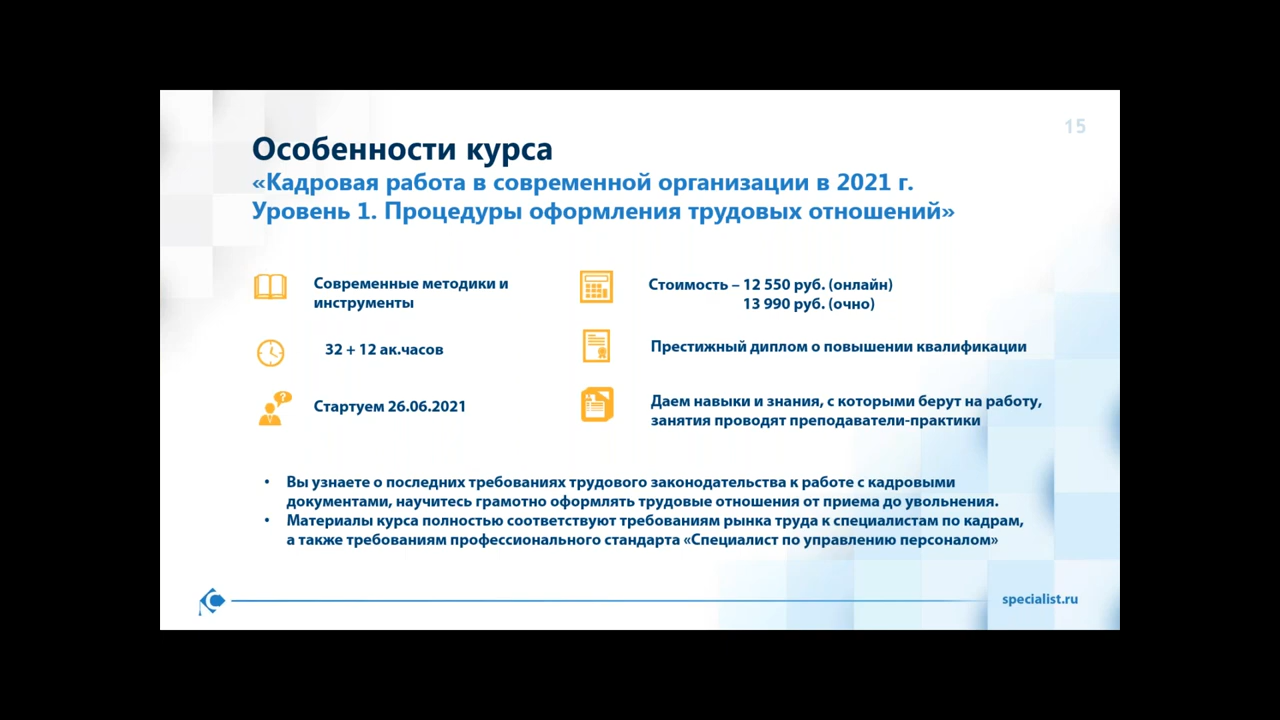 15
Особенности курса
«Кадровая работа в современной организации в 2021 г.
Уровень 1. Процедуры оформления трудовых отношений»
Современные методики и
инструменты
Стоимость – 12 550 руб. (онлайн)
13 990 руб. (очно)
32 + 12 ак.часов
Престижный диплом о повышении квалификации
Стартуем 26.06.2021
Даем навыки и знания, с которыми берут на работу,
занятия проводят преподаватели-практики
• Вы узнаете о последних требованиях трудового законодательства к работе с кадровыми
документами, научитесь грамотно оформлять трудовые отношения от приема до увольнения.
• Материалы курса полностью соответствуют требованиям рынка труда к специалистам по кадрам,
а также требованиям профессионального стандарта «Специалист по управлению персоналом»
specialist.ru